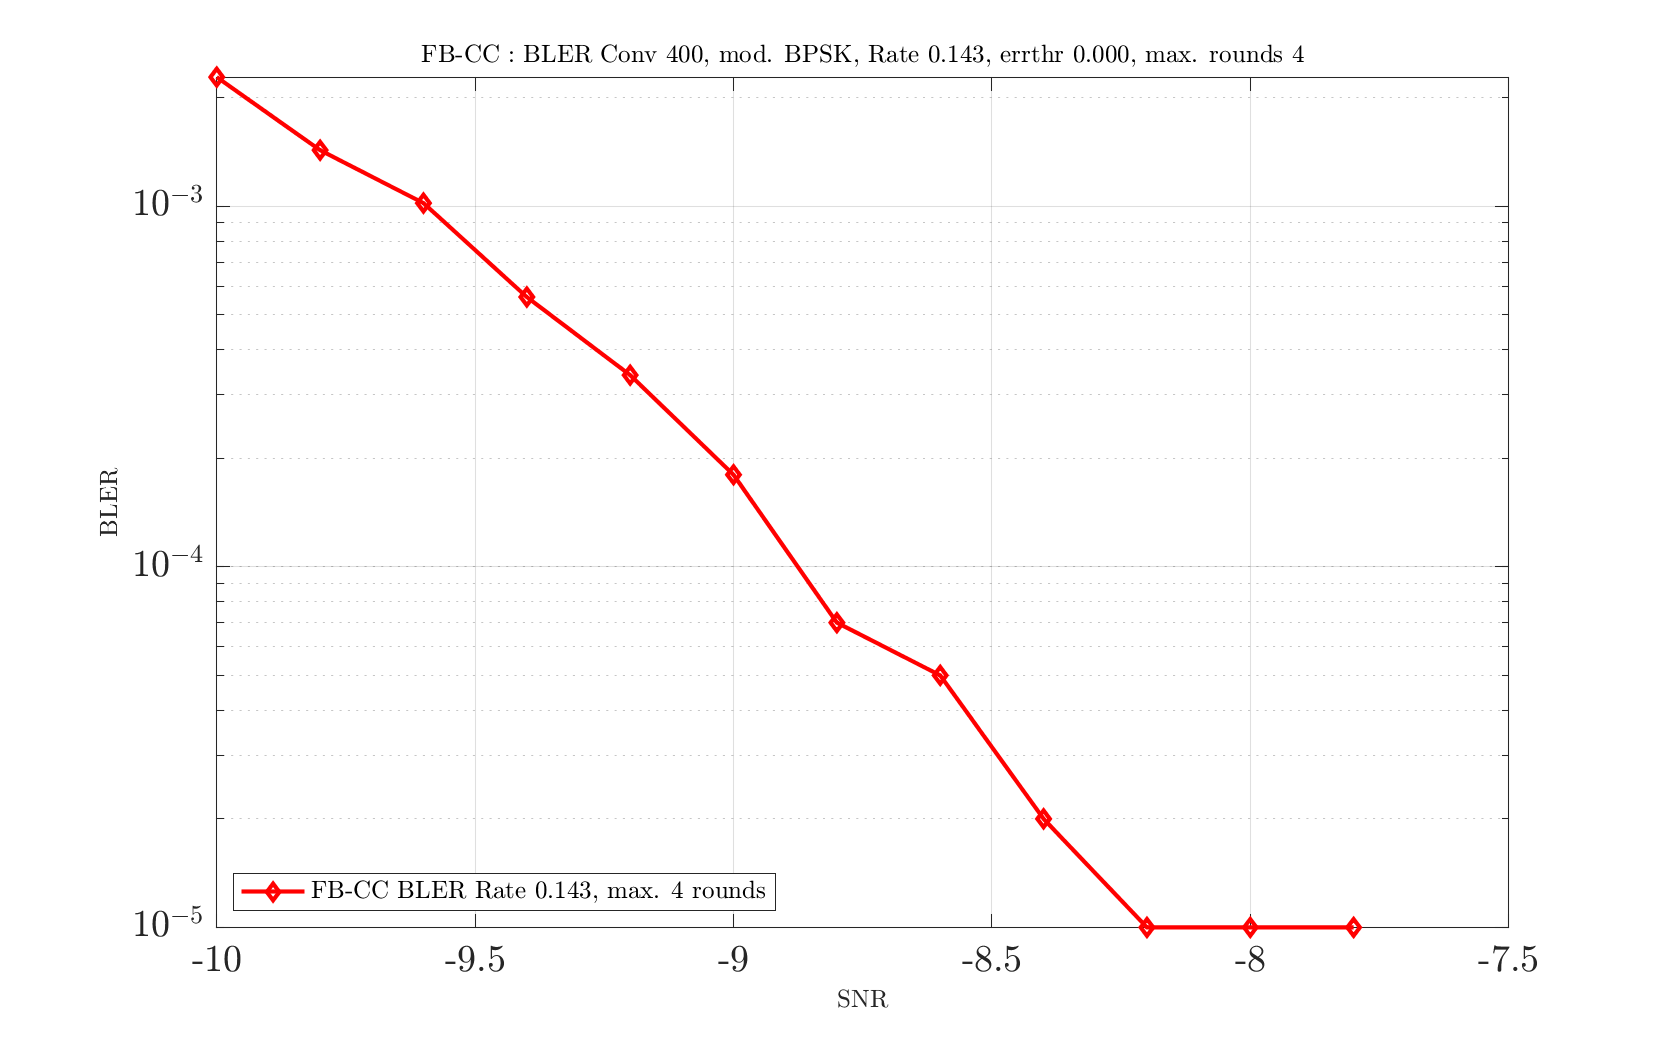 FB-CC : BLER Conv 400, mod. BPSK, Rate 0.143, errthr 0.000, max. rounds 4
BLER
10⁻³
10⁻⁴
10⁻⁵
FB-CC BLER Rate 0.143, max. 4 rounds
-10 -9.5 -9 -8.5 -8 -7.5
SNR